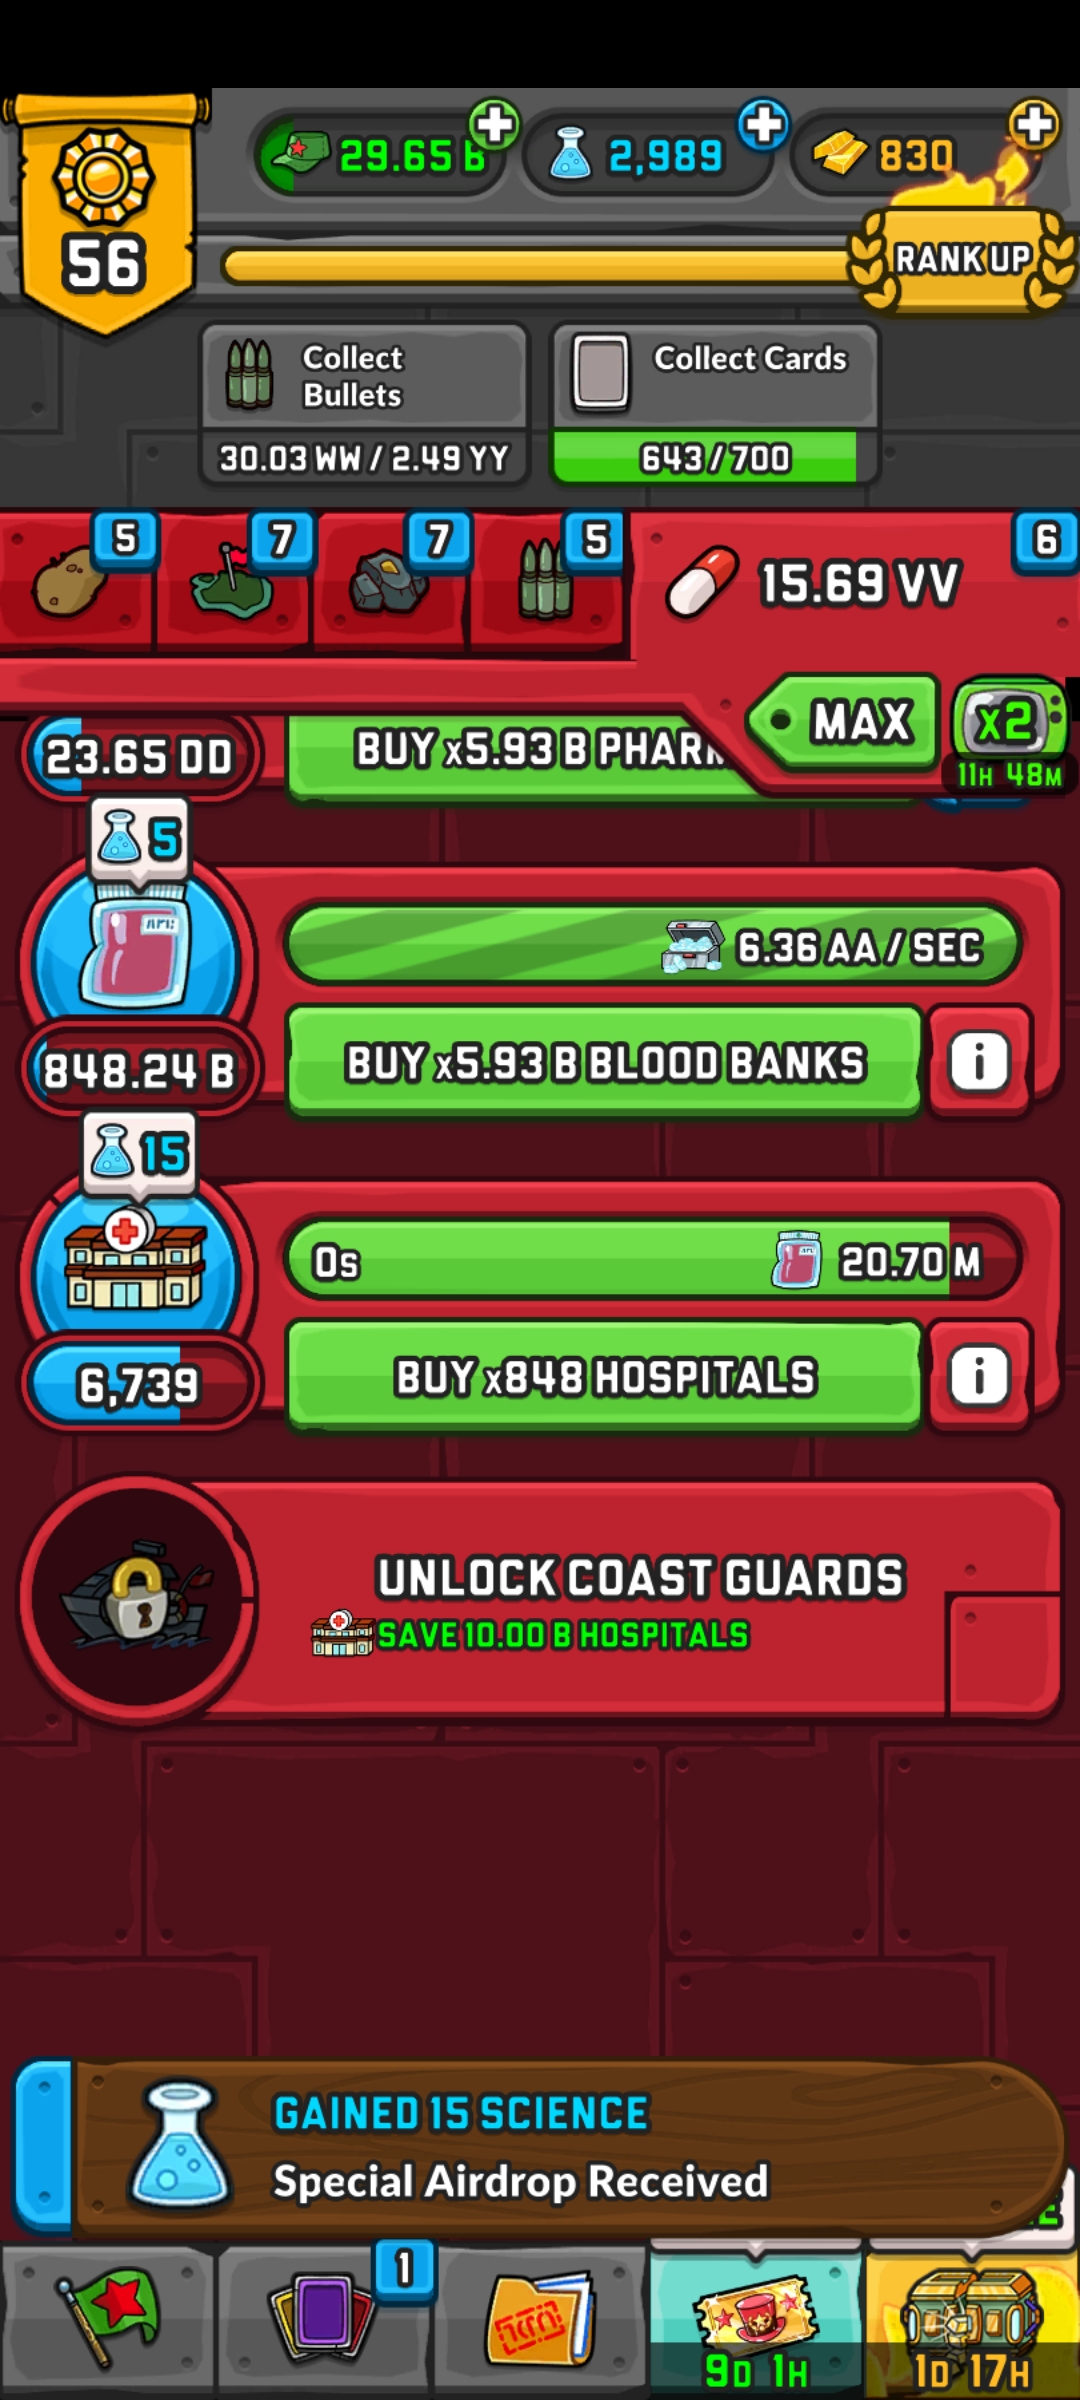 29.65 B
2,989
830
56
RANK UP
Collect
Bullets
Collect Cards
30.03 WW / 2.49 YY
643 / 700
5
7
7
5
6
15.69 VV
MAX
x2
11H 48M
23.65 DD
BUY x5.93 B
5
6.36 AA / SEC
848.24 B
BUY x5.93 B BLOOD BANKS
i
15
0s
20.70 M
6,739
BUY x848 HOSPITALS
i
UNLOCK COAST GUARDS
SAVE 10.00 B HOSPITALS
GAINED 15 SCIENCE
Special Airdrop Received
1
9D 1H
1D 17H